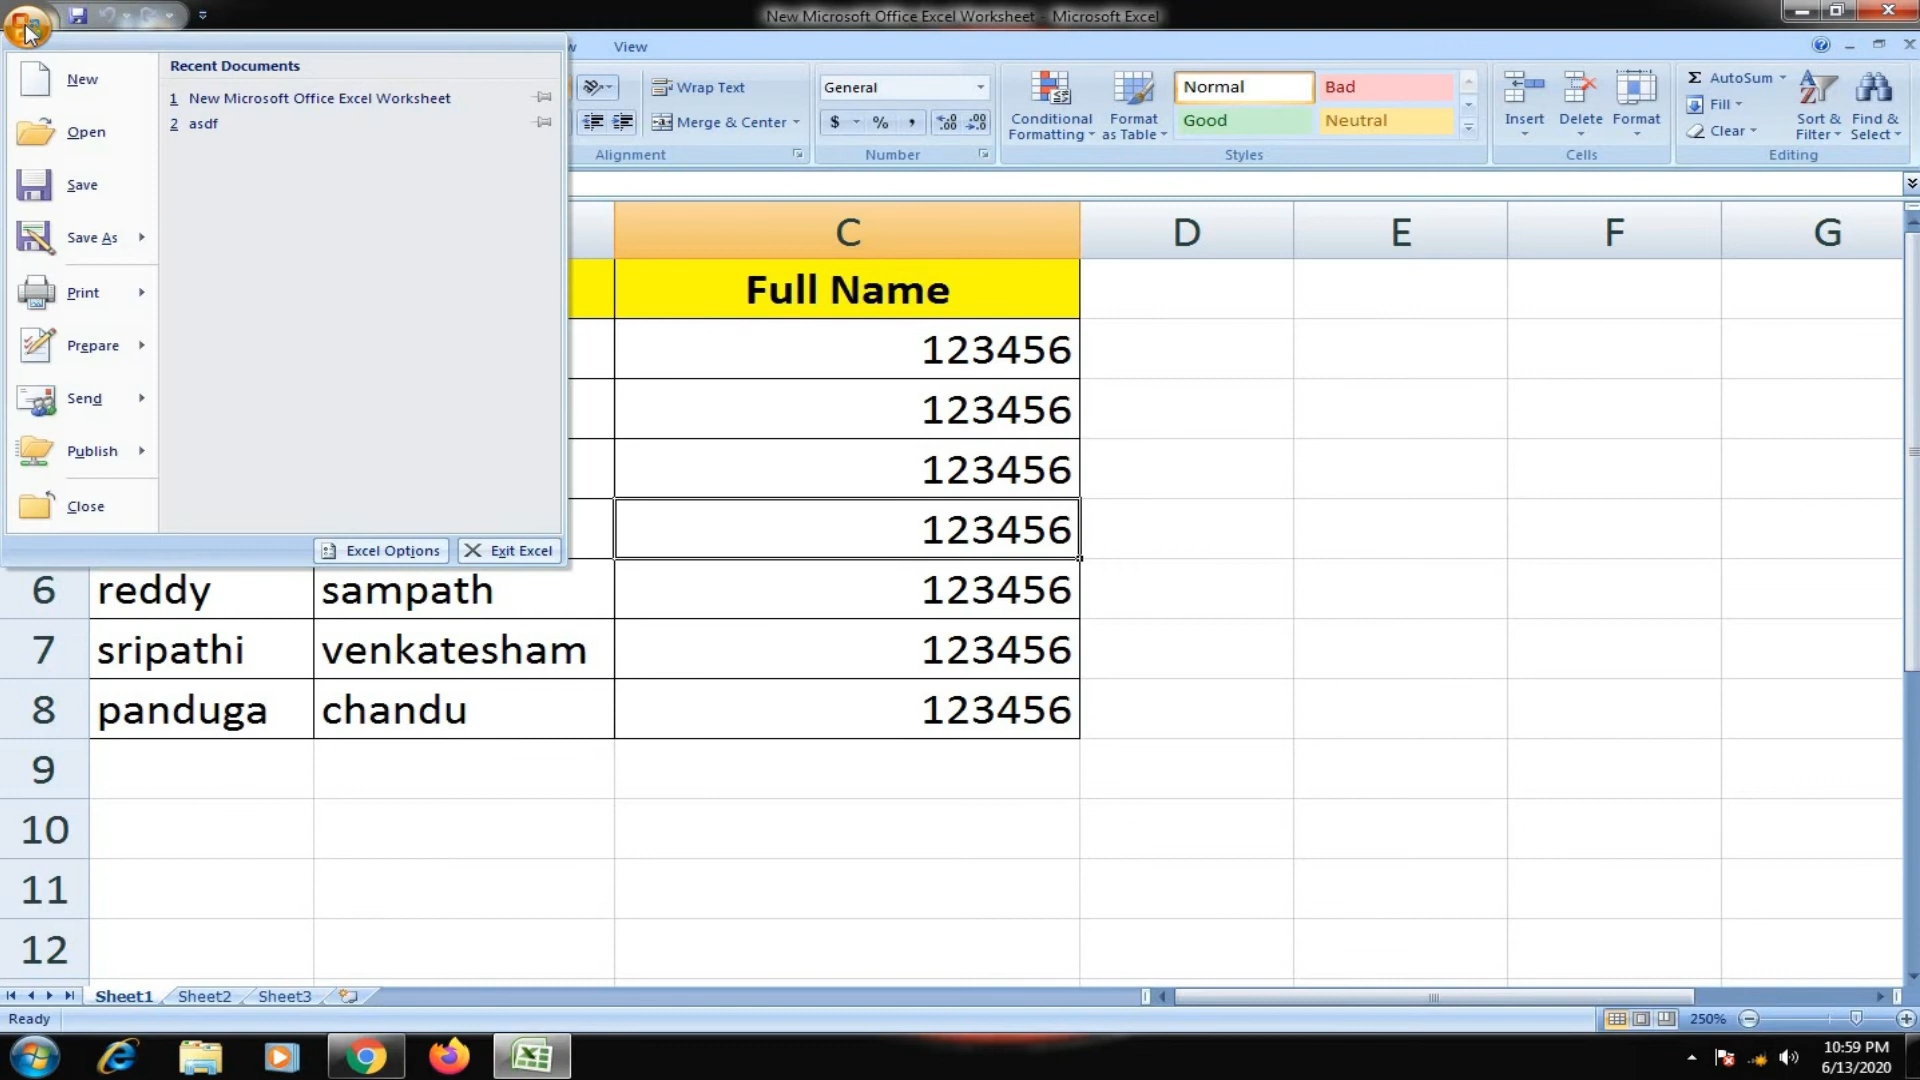 New Microsoft Office Excel Worksheet - Microsoft Excel
View
New
Open
Save
Save As
Print
Prepare
Send
Publish
Close
Recent Documents
1 New Microsoft Office Excel Worksheet
2 asdf
Excel Options
Exit Excel
Wrap Text
Merge & Center
Alignment
General
$ % ,
Number
Conditional Formatting
Format as Table
Normal
Bad
Good
Neutral
Styles
Insert
Delete
Format
Cells
Σ AutoSum
Fill
Clear
Sort & Filter
Find & Select
Editing
C D E F G
Full Name
123456
123456
123456
123456
6 reddy sampath 123456
7 sripathi venkatesham 123456
8 panduga chandu 123456
9
10
11
12
Sheet1 Sheet2 Sheet3
Ready
250%
10:59 PM
6/13/2020